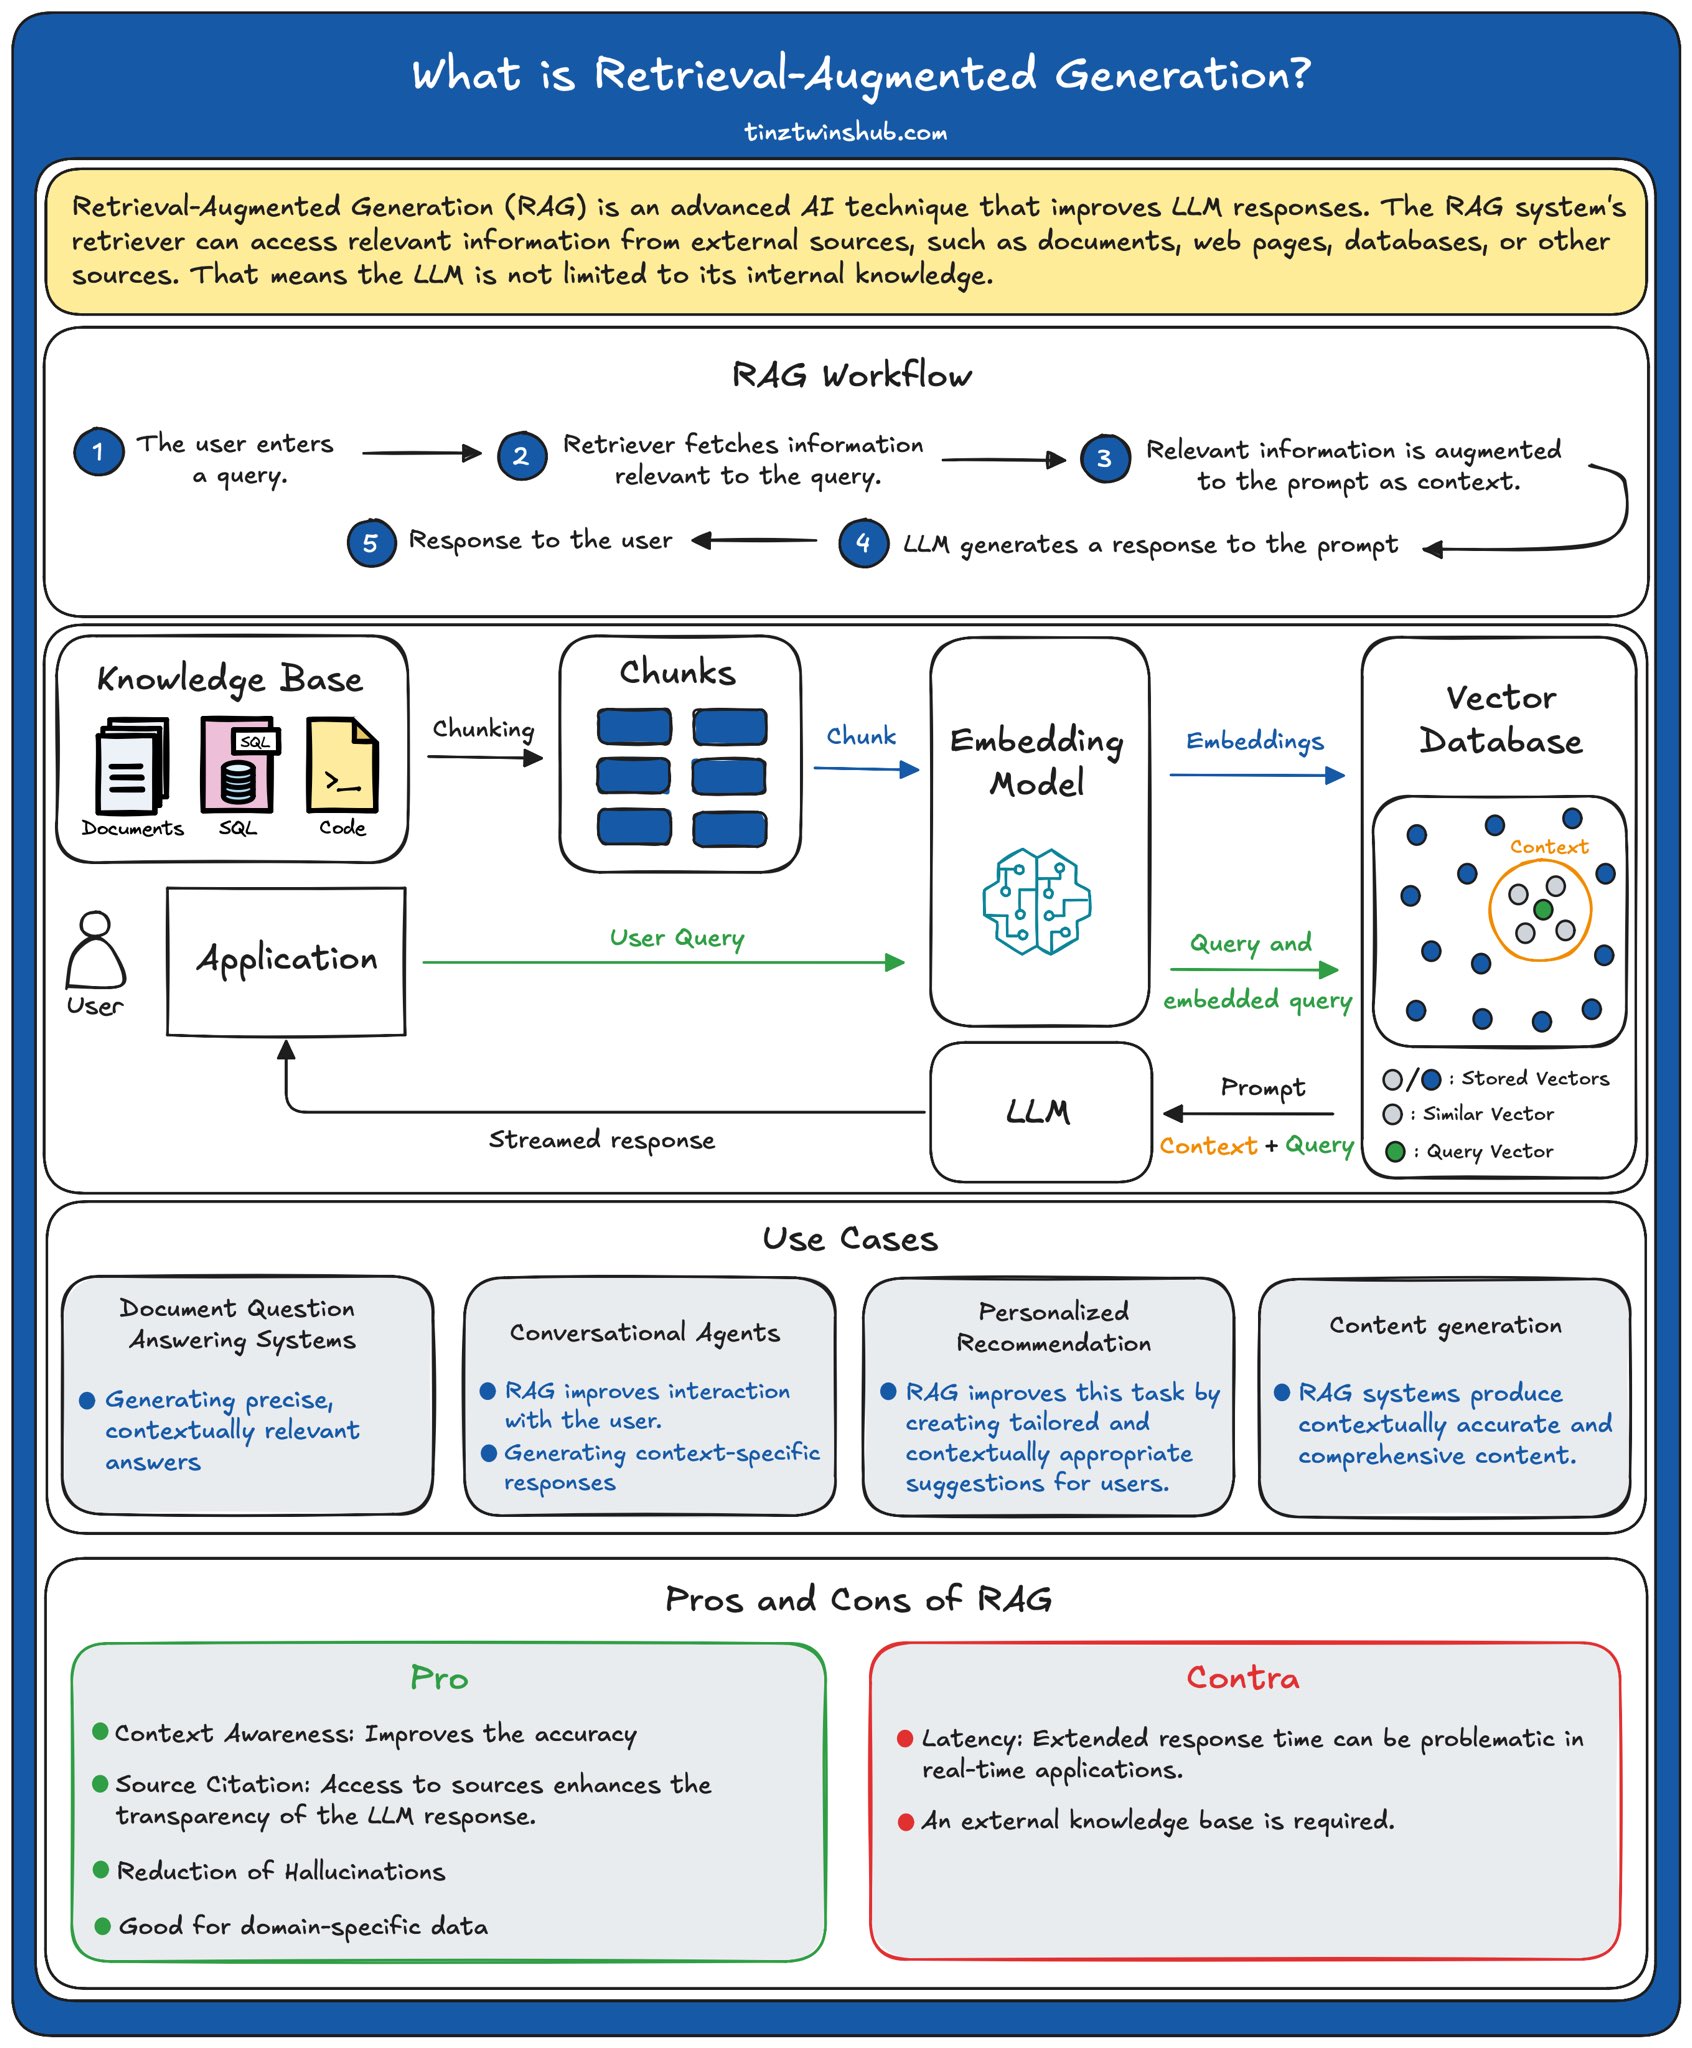 What is Retrieval-Augmented Generation?
tinztwinshub.com
Retrieval-Augmented Generation (RAG) is an advanced AI technique that improves LLM responses. The RAG system's
retriever can access relevant information from external sources, such as documents, web pages, databases, or other
sources. That means the LLM is not limited to its internal knowledge.
RAG Workflow
1 The user enters
a query.
2 Retriever fetches information
relevant to the query.
3 Relevant information is augmented
to the prompt as context.
4 LLM generates a response to the prompt
5 Response to the user
Knowledge Base
SQL
Documents
SQL
Code
Chunking
Chunks
Chunk
Embedding
Model
Embeddings
Vector
Database
Context
User
Application
User Query
Query and
embedded query
: Stored Vectors
: Similar Vector
: Query Vector
Prompt
Context + Query
LLM
Streamed response
Use Cases
Document Question
Answering Systems
Generating precise,
contextually relevant
answers
Conversational Agents
RAG improves interaction
with the user.
Generating context-specific
responses
Personalized
Recommendation
RAG improves this task by
creating tailored and
contextually appropriate
suggestions for users.
Content generation
RAG systems produce
contextually accurate and
comprehensive content.
Pros and Cons of RAG
Pro
Context Awareness: Improves the accuracy
Source Citation: Access to sources enhances the
transparency of the LLM response.
Reduction of Hallucinations
Good for domain-specific data
Contra
Latency: Extended response time can be problematic in
real-time applications.
An external knowledge base is required.